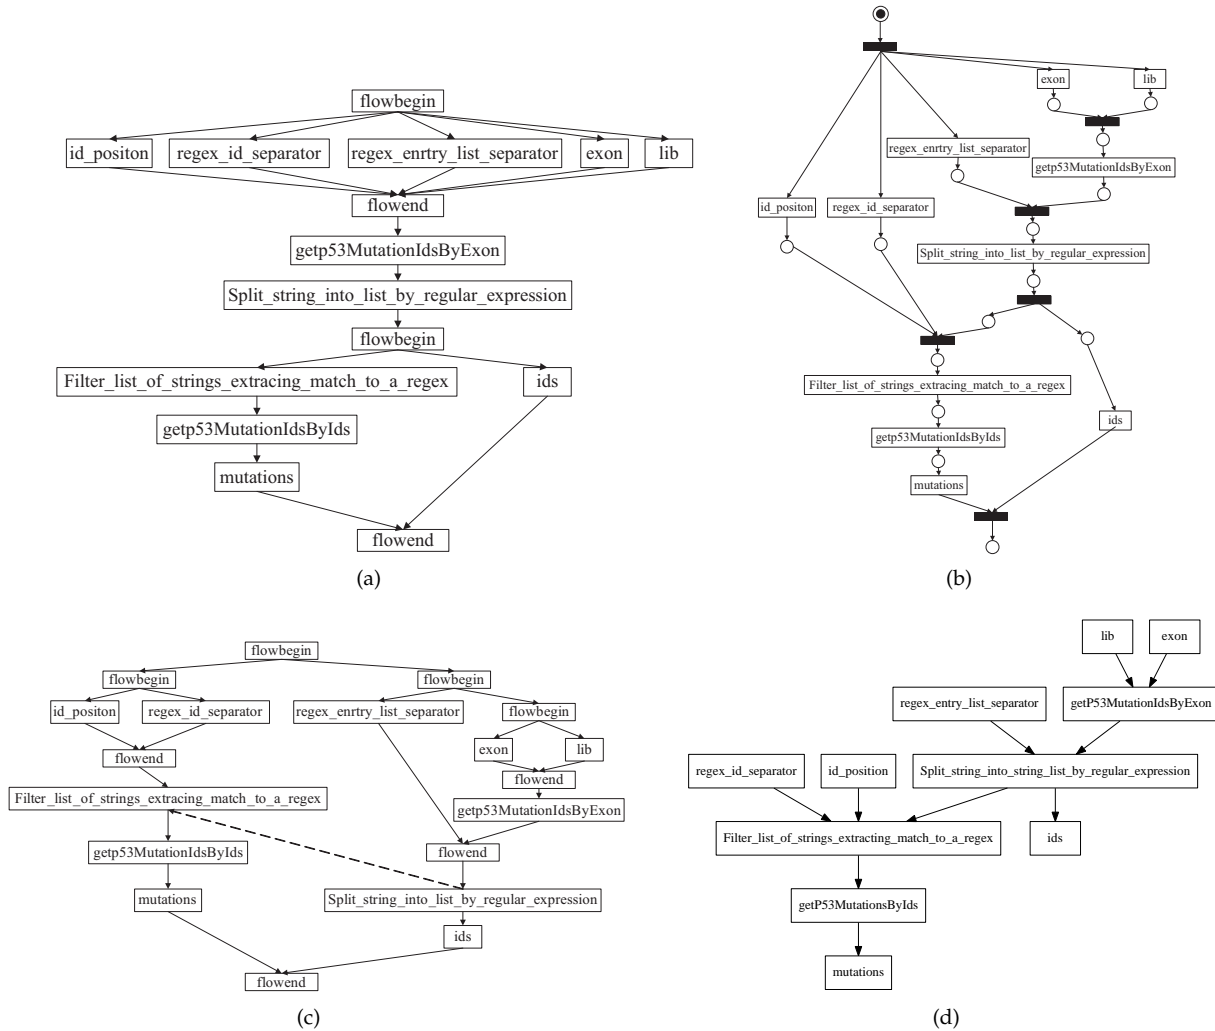 flowbegin
id_positon
regex_id_separator
regex_enrtry_list_separator
exon
lib
flowend
getp53MutationIdsByExon
Split_string_into_list_by_regular_expression
flowbegin
Filter_list_of_strings_extracing_match_to_a_regex
ids
getp53MutationIdsByIds
mutations
flowend
(a)
exon
lib
regex_enrtry_list_separator
getp53MutationIdsByExon
id_positon
regex_id_separator
Split_string_into_list_by_regular_expression
Filter_list_of_strings_extracing_match_to_a_regex
ids
getp53MutationIdsByIds
mutations
(b)
flowbegin
flowbegin
flowbegin
id_positon
regex_id_separator
regex_enrtry_list_separator
flowbegin
exon
lib
flowend
flowend
Filter_list_of_strings_extracing_match_to_a_regex
getp53MutationIdsByExon
getp53MutationIdsByIds
flowend
mutations
Split_string_into_list_by_regular_expression
ids
flowend
(c)
lib
exon
regex_entry_list_separator
getP53MutationIdsByExon
regex_id_separator
id_position
Split_string_into_string_list_by_regular_expression
Filter_list_of_strings_extracting_match_to_a_regex
ids
getP53MutationsByIds
mutations
(d)